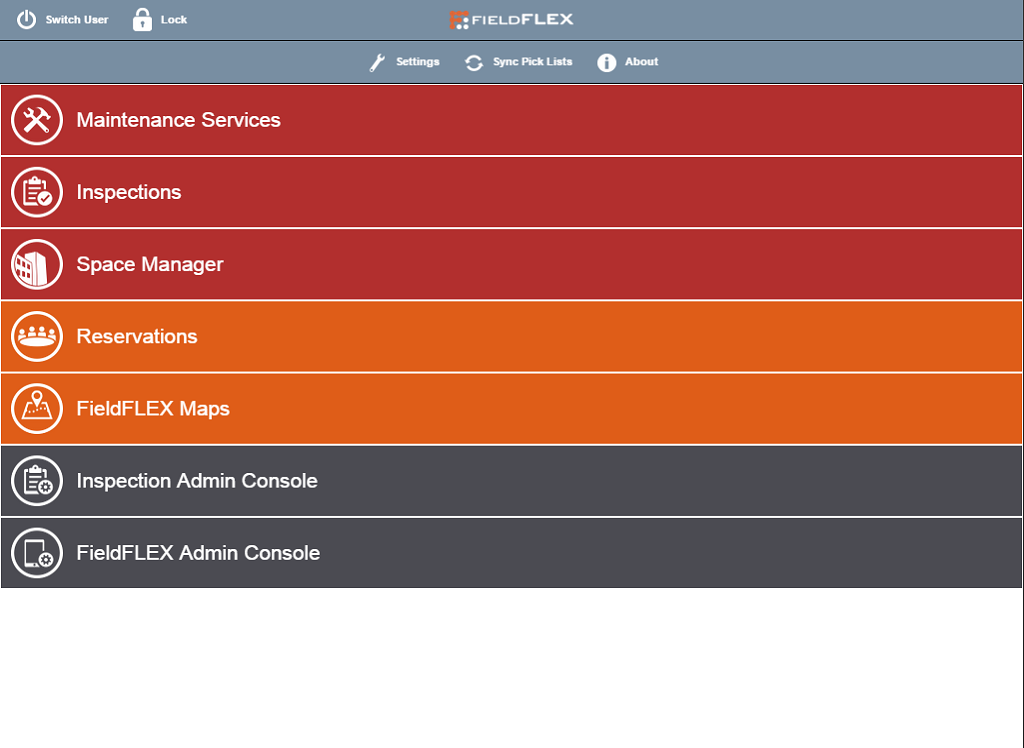 Switch User
Lock
FIELDFLEX
Settings
Sync Pick Lists
About
Maintenance Services
Inspections
Space Manager
Reservations
FieldFLEX Maps
Inspection Admin Console
FieldFLEX Admin Console